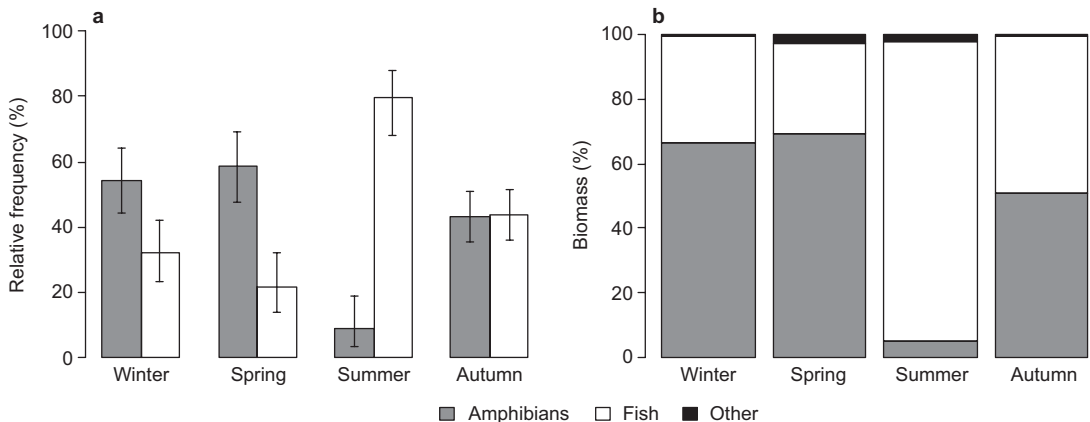 a
Relative frequency (%)
100
80
60
40
20
0
Winter Spring Summer Autumn
b
Biomass (%)
100
80
60
40
20
0
Winter Spring Summer Autumn
Amphibians Fish Other